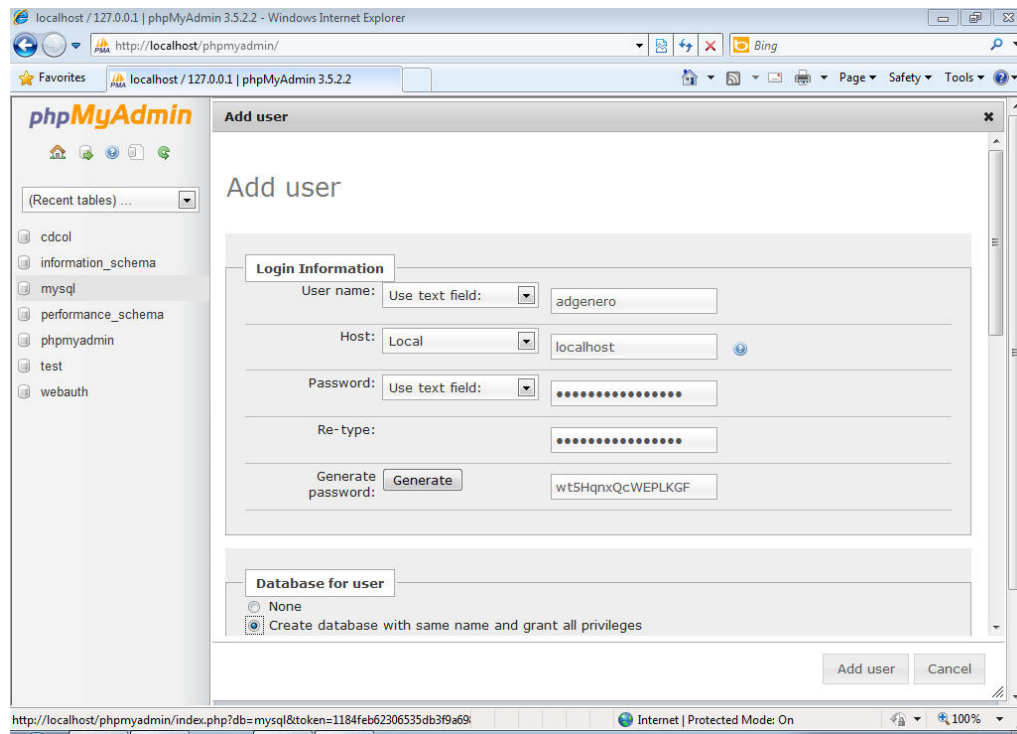 localhost / 127.0.0.1 | phpMyAdmin 3.5.2.2 - Windows Internet Explorer
http://localhost/phpmyadmin/
Bing
Favorites
localhost / 127.0.0.1 | phpMyAdmin 3.5.2.2
Page Safety Tools
phpMyAdmin
(Recent tables) ...
cdcol
information_schema
mysql
performance_schema
phpmyadmin
test
webauth
Add user
Add user
Login Information
User name: Use text field: adgenero
Host: Local localhost
Password: Use text field: ••••••••••••••••
Re-type: ••••••••••••••••
Generate password: Generate wt5HqnxQcWEPLKGF
Database for user
None
Create database with same name and grant all privileges
Add user Cancel
http://localhost/phpmyadmin/index.php?db=mysql&token=1184feb62306535db3f9a69
Internet | Protected Mode: On
100%